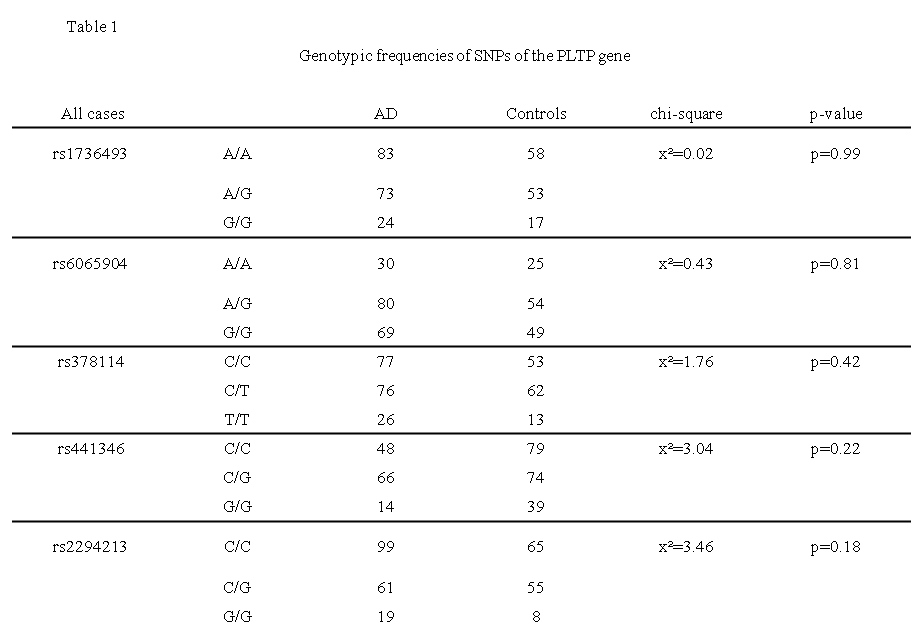 Table 1
Genotypic frequencies of SNPs of the PLTP gene
All cases AD Controls chi-square p-value
rs1736493 A/A 83 58 x²=0.02 p=0.99
A/G 73 53
G/G 24 17
rs6065904 A/A 30 25 x²=0.43 p=0.81
A/G 80 54
G/G 69 49
rs378114 C/C 77 53 x²=1.76 p=0.42
C/T 76 62
T/T 26 13
rs441346 C/C 48 79 x²=3.04 p=0.22
C/G 66 74
G/G 14 39
rs2294213 C/C 99 65 x²=3.46 p=0.18
C/G 61 55
G/G 19 8